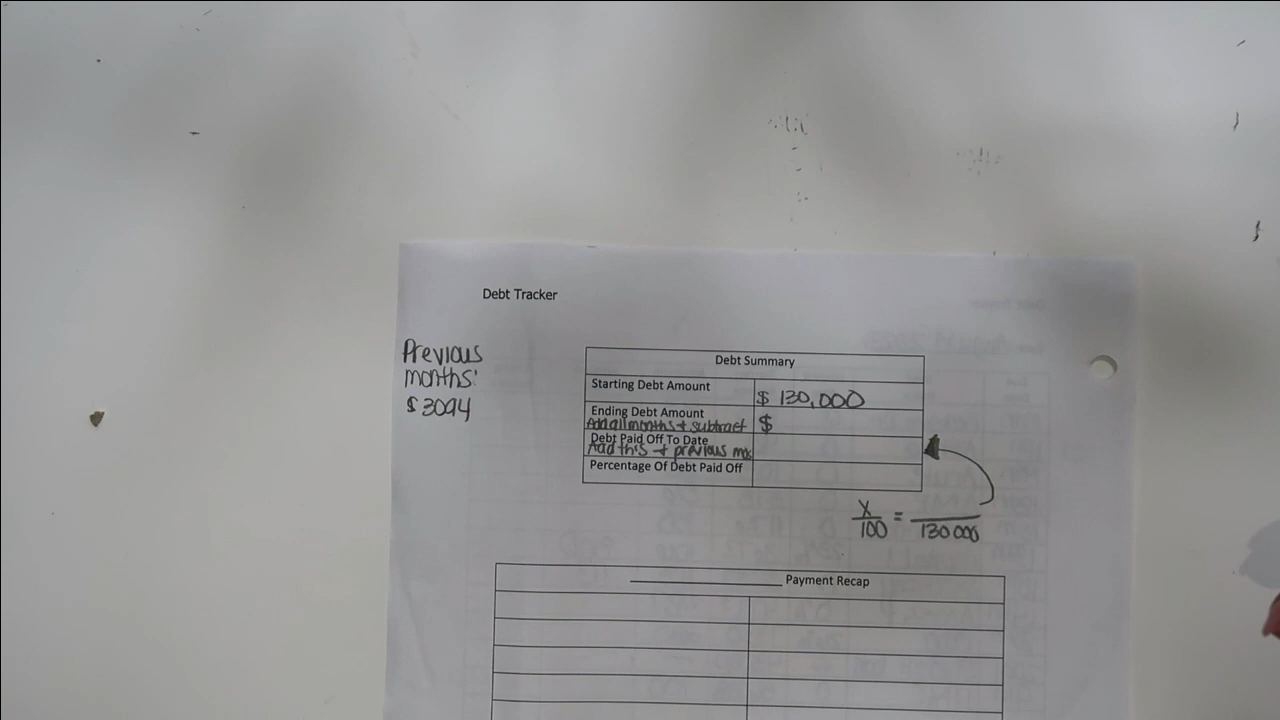 Debt Tracker
Previous
months:
$3094
Debt Summary
Starting Debt Amount $ 130,000
Ending Debt Amount
Add all months + subtract $
Debt Paid Off To Date
Add this + previous mos
Percentage Of Debt Paid Off
X/100 = /130000
Payment Recap